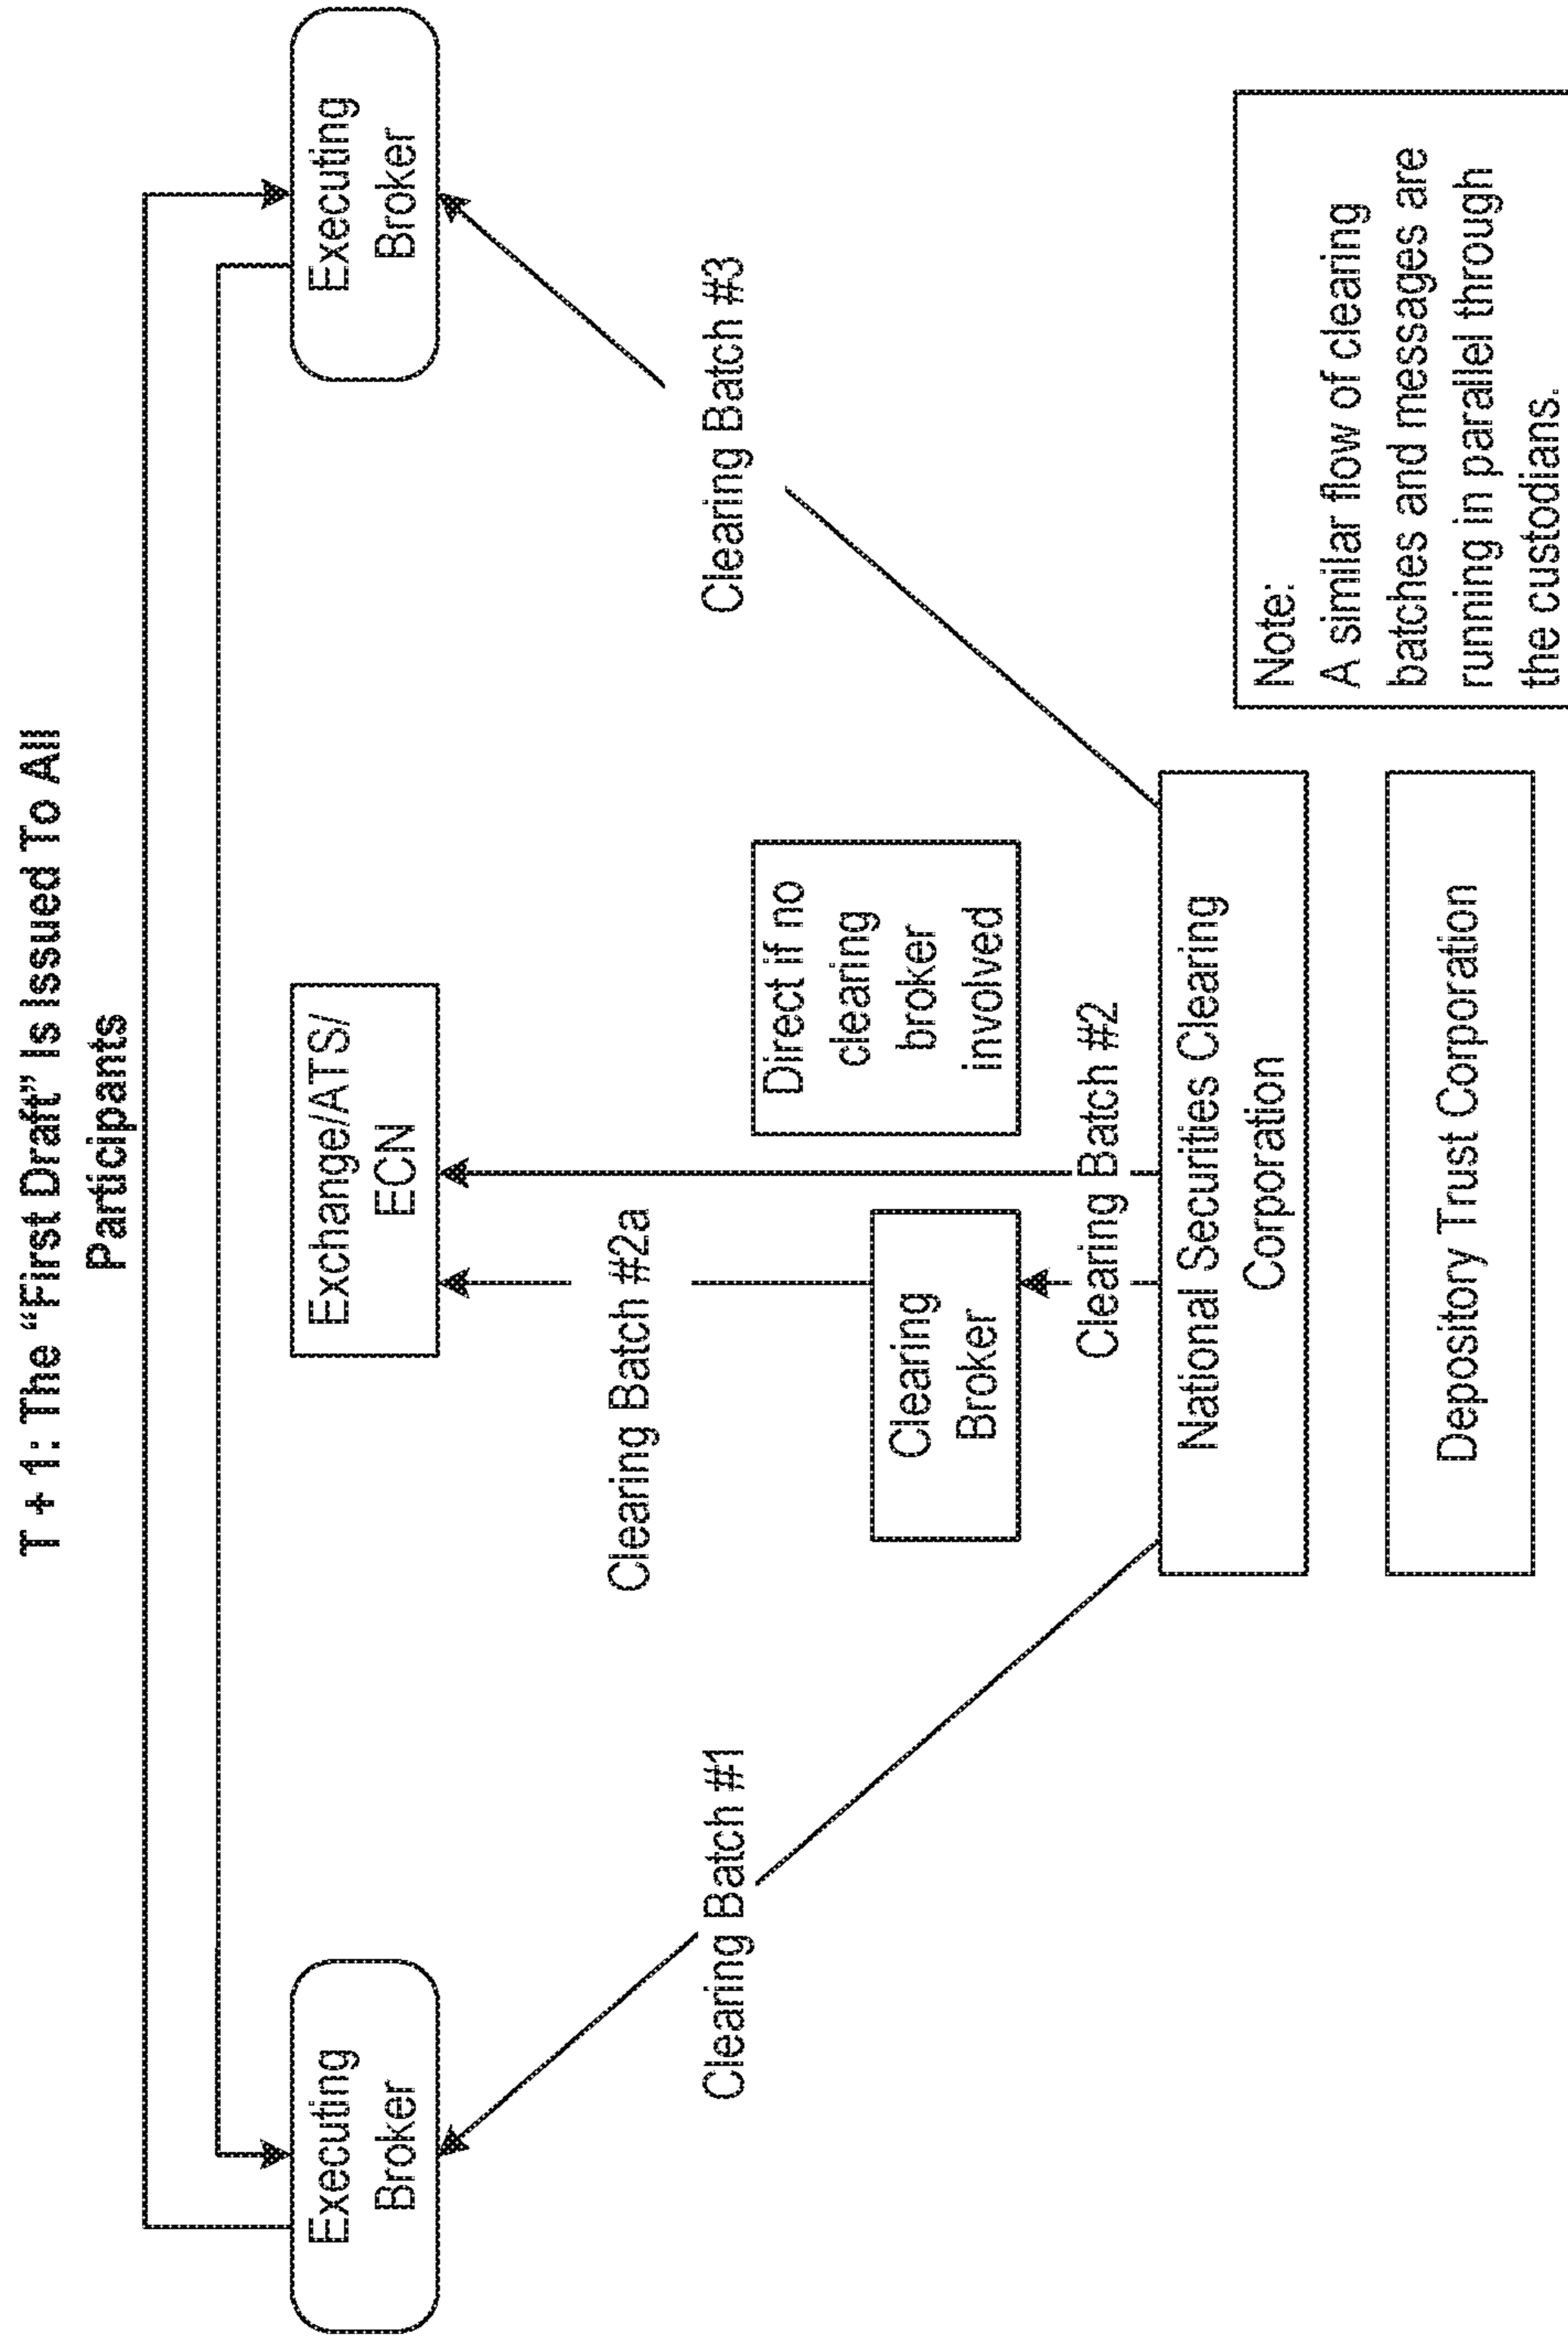 T + 1: The “First Draft” Is Issued To All
Participants
Executing
Broker
Exchange/ATS/
ECN
Executing
Broker
Clearing Batch #2a
Clearing Batch #1
Clearing Batch #3
Direct if no
clearing
broker
involved
Clearing
Broker
Clearing Batch #2
National Securities Clearing
Corporation
Depository Trust Corporation
Note:
A similar flow of clearing
batches and messages are
running in parallel through
the custodians.